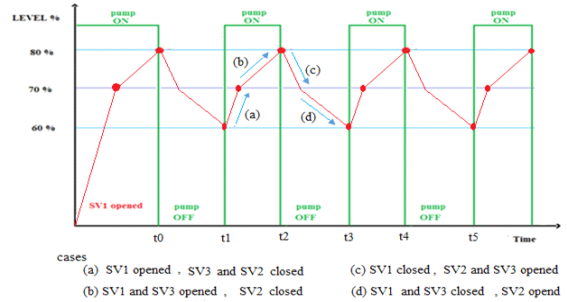 LEVEL %
pump ON
pump ON
pump ON
pump ON
80 %
(b)
(c)
70 %
(a)
(d)
60 %
SV1 opened
pump OFF
pump OFF
pump OFF
t0 t1 t2 t3 t4 t5 Time
cases
(a) SV1 opened , SV3 and SV2 closed
(c) SV1 closed , SV2 and SV3 opened
(b) SV1 and SV3 opened , SV2 closed
(d) SV1 and SV3 closed , SV2 opend